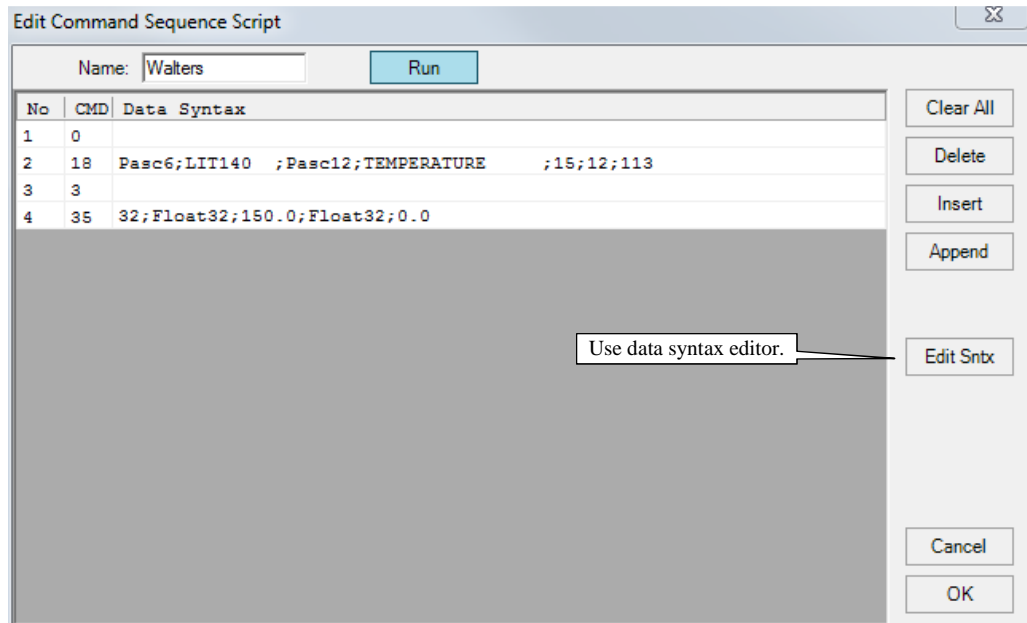 Edit Command Sequence Script
Name: Walters Run
No CMD Data Syntax
1 0
2 18 Pasc6;LIT140  ;Pasc12;TEMPERATURE     ;15;12;113
3 3
4 35 32;Float32;150.0;Float32;0.0
Clear All
Delete
Insert
Append
Use data syntax editor.
Edit Sntx
Cancel
OK